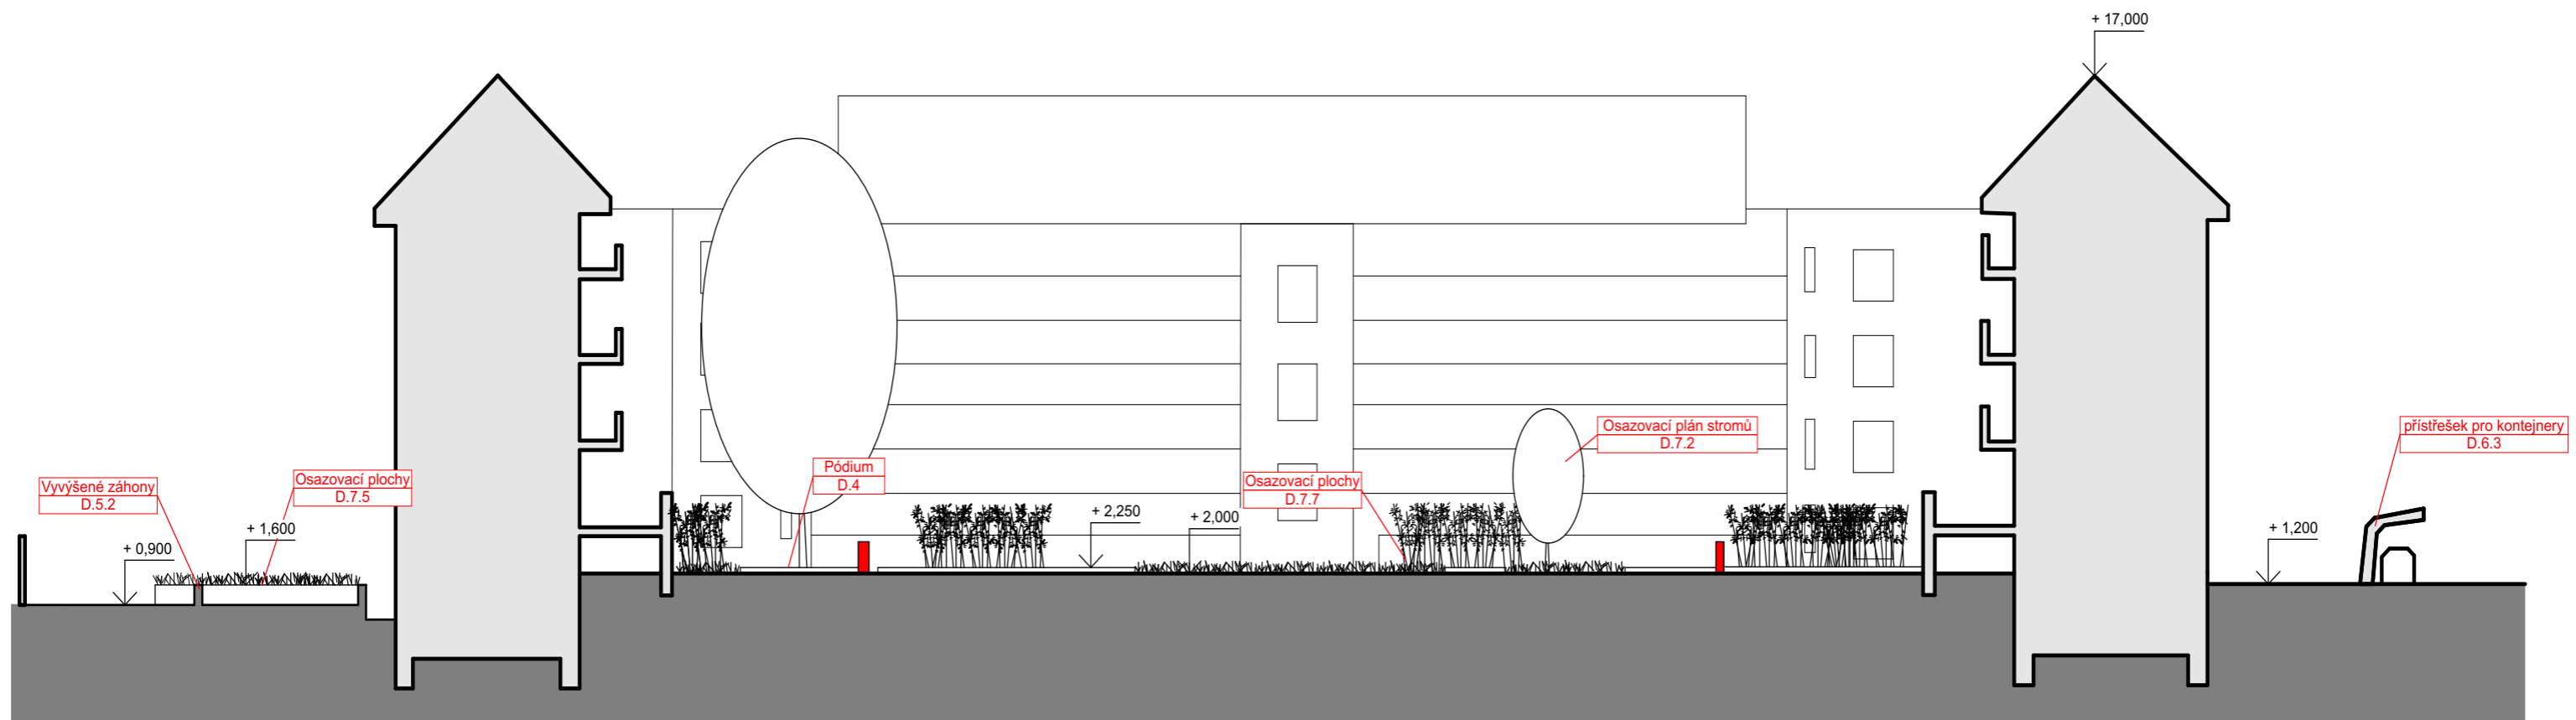 + 17,000
Osazovací plán stromů
D.7.2
přístřešek pro kontejnery
D.6.3
Pódium
D.4
Osazovací plochy
D.7.5
Osazovací plochy
D.7.7
Vyvýšené záhony
D.5.2
+ 2,250
+ 2,000
+ 1,600
+ 1,200
+ 0,900